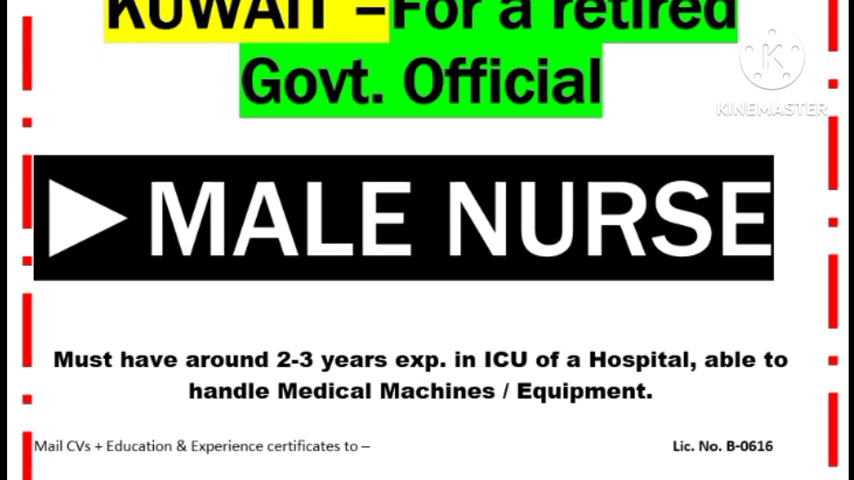 KUWAIT –For a retired
Govt. Official
K
KINEMASTER
► MALE NURSE
Must have around 2-3 years exp. in ICU of a Hospital, able to
handle Medical Machines / Equipment.
Mail CVs + Education & Experience certificates to –
Lic. No. B-0616